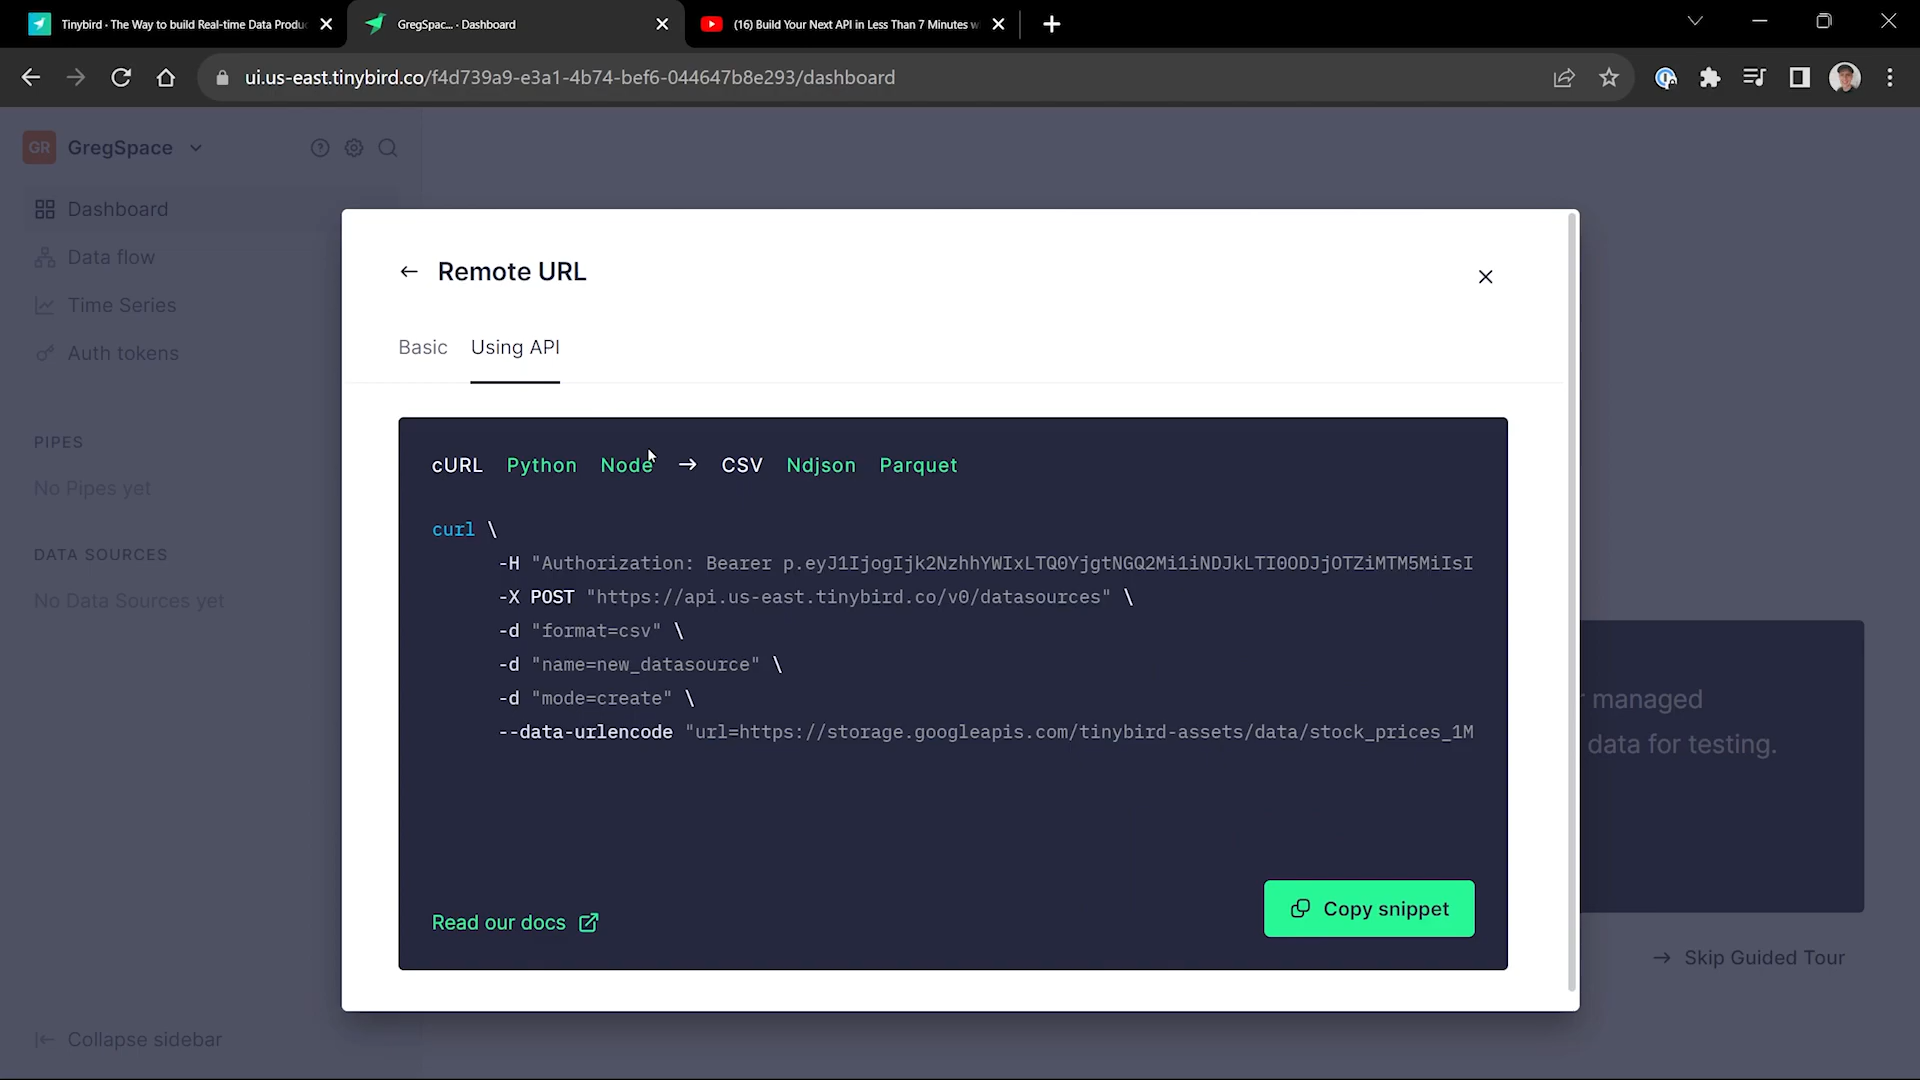 Tinybird · The Way to build Real-time Data Produ
GregSpac... · Dashboard
(16) Build Your Next API in Less Than 7 Minutes w
ui.us-east.tinybird.co/f4d739a9-e3a1-4b74-bef6-044647b8e293/dashboard
GR GregSpace
Dashboard
Data flow
Time Series
Auth tokens
PIPES
No Pipes yet
DATA SOURCES
No Data Sources yet
Collapse sidebar
Remote URL
Basic Using API
cURL Python Node → CSV Ndjson Parquet
curl \
-H "Authorization: Bearer p.eyJ1IjogIjk2NzhhYWIxLTQ0YjgtNGQ2Mi1iNDJkLTI0ODJjOTZiMTM5MiIsI
-X POST "https://api.us-east.tinybird.co/v0/datasources" \
-d "format=csv" \
-d "name=new_datasource" \
-d "mode=create" \
--data-urlencode "url=https://storage.googleapis.com/tinybird-assets/data/stock_prices_1M
Read our docs
Copy snippet
managed
data for testing.
→ Skip Guided Tour